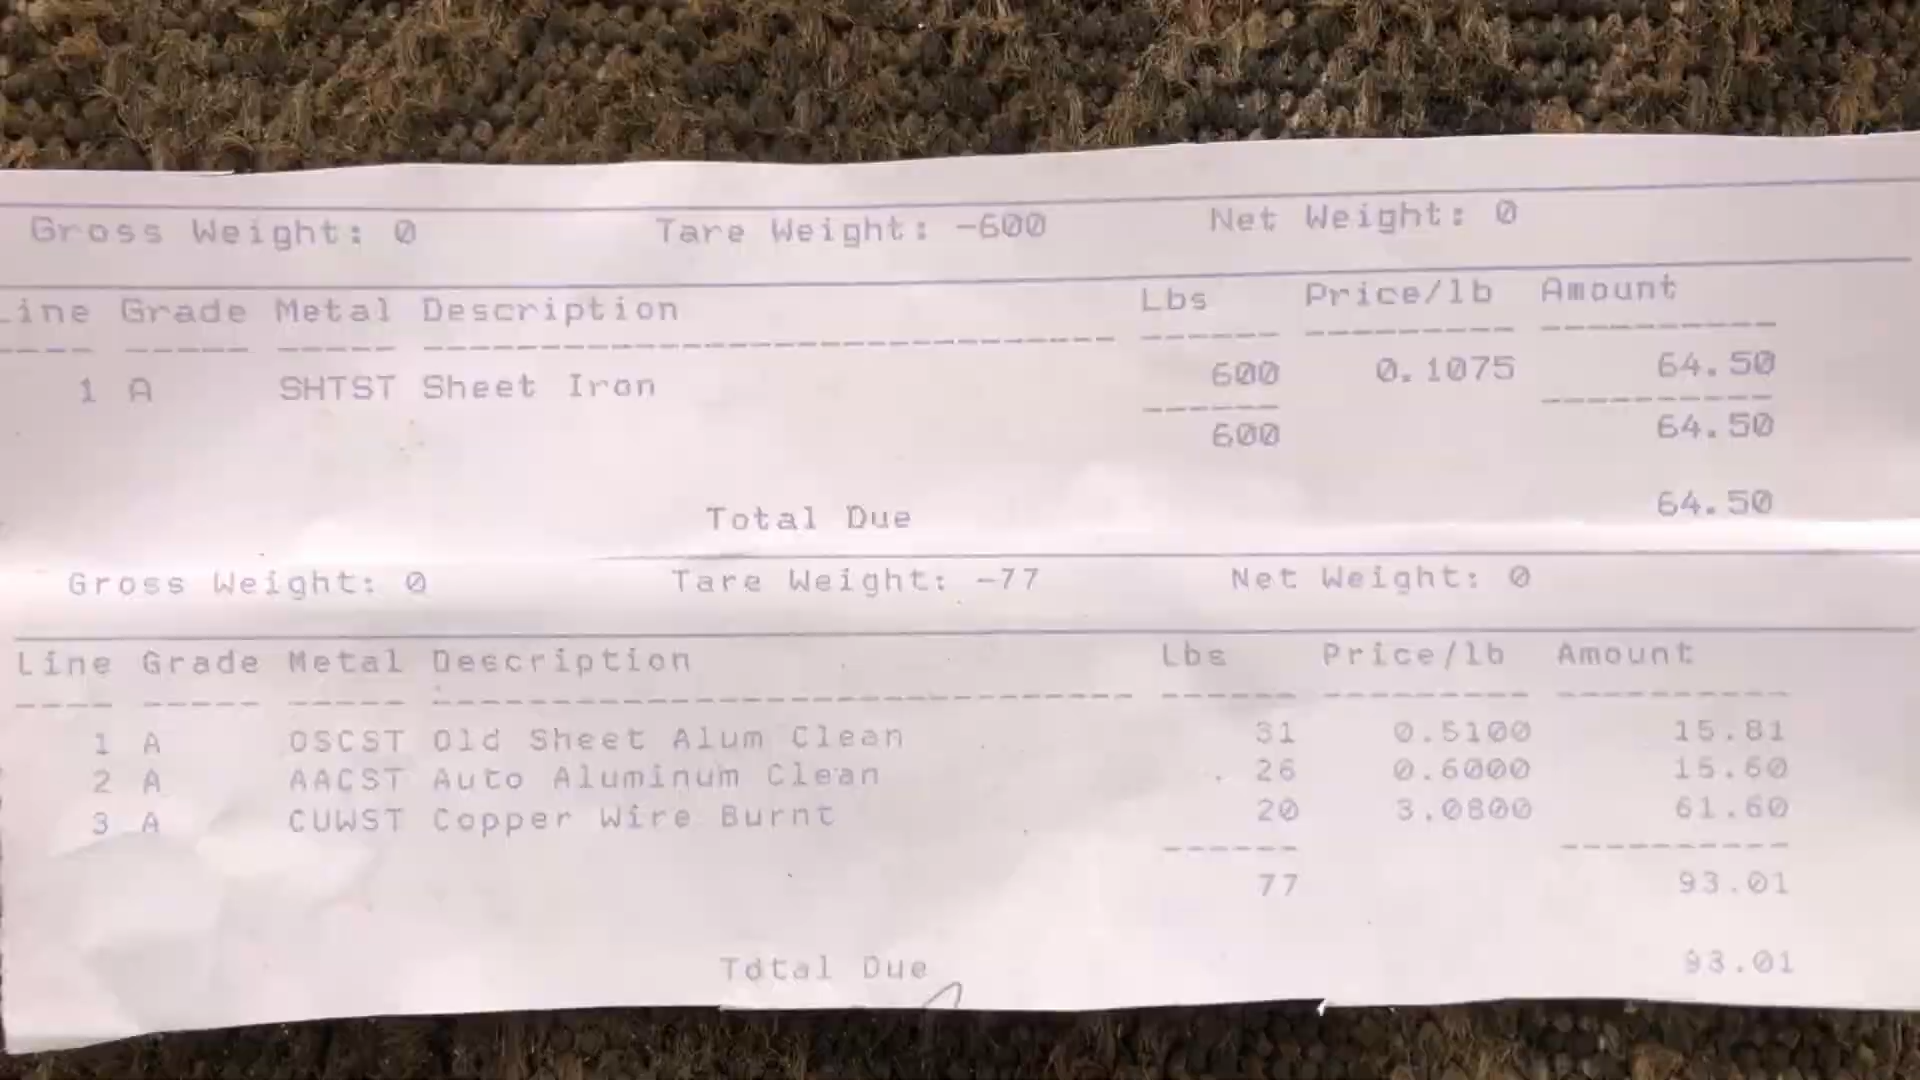 Gross Weight: 0 Tare Weight: -600 Net Weight: 0
Line Grade Metal Description Lbs Price/lb Amount
1 A SHTST Sheet Iron 600 0.1075 64.50
600 64.50
Total Due 64.50
Gross Weight: 0 Tare Weight: -77 Net Weight: 0
Line Grade Metal Description Lbs Price/lb Amount
1 A OSCST Old Sheet Alum Clean 31 0.5100 15.81
2 A AACST Auto Aluminum Clean 26 0.6000 15.60
3 A CUWST Copper Wire Burnt 20 3.0800 61.60
77 93.01
Total Due 93.01